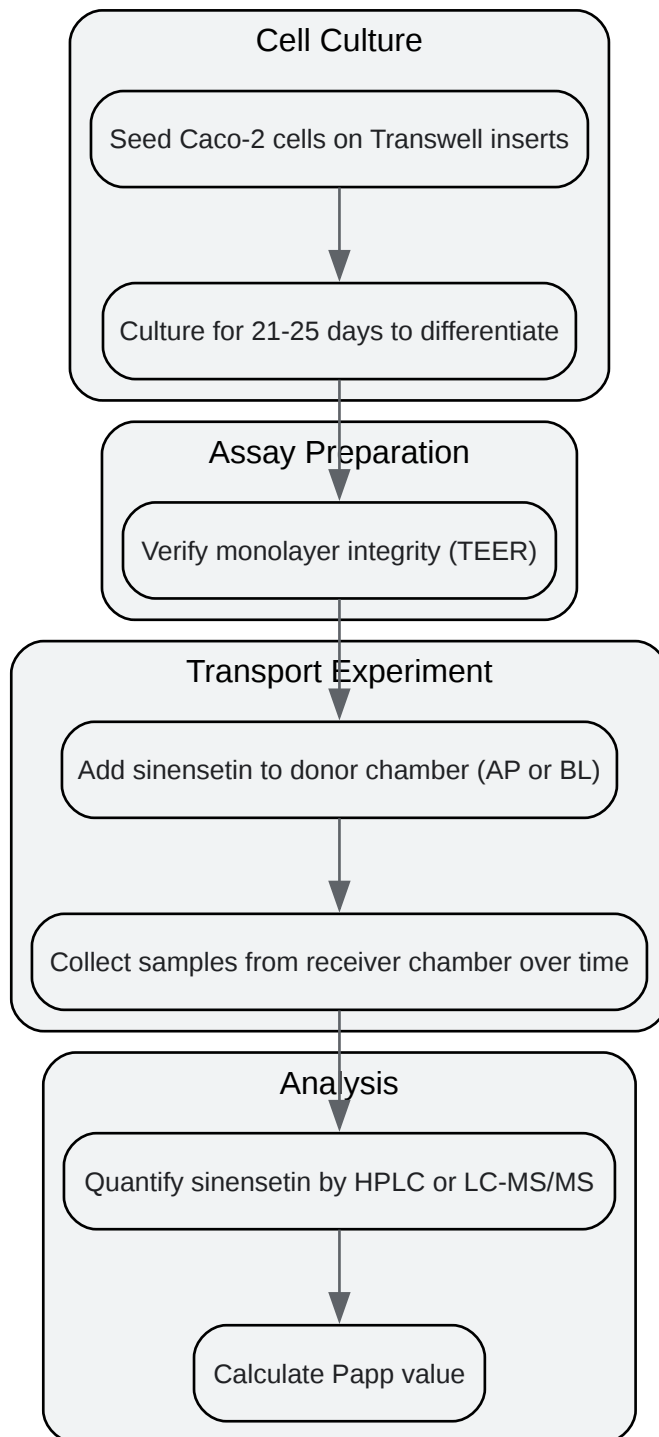 Cell Culture
Seed Caco-2 cells on Transwell inserts
Culture for 21-25 days to differentiate
Assay Preparation
Verify monolayer integrity (TEER)
Transport Experiment
Add sinensetin to donor chamber (AP or BL)
Collect samples from receiver chamber over time
Analysis
Quantify sinensetin by HPLC or LC-MS/MS
Calculate Papp value